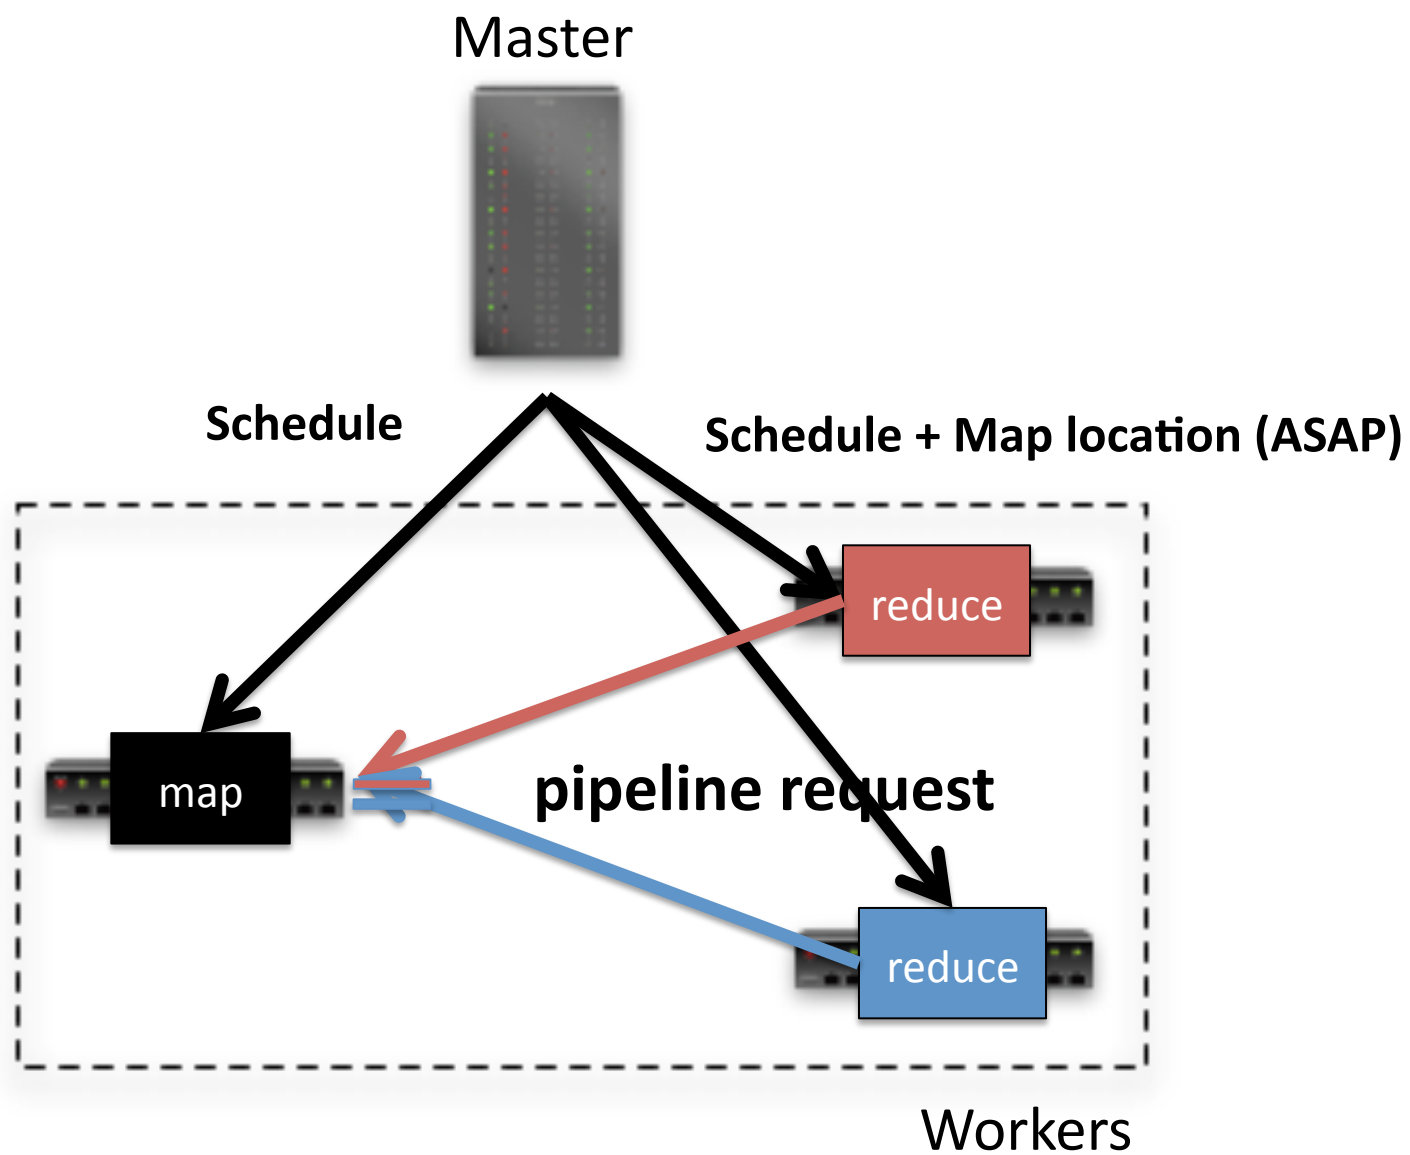 Master
Schedule
Schedule + Map location (ASAP)
reduce
map
pipeline request
reduce
Workers